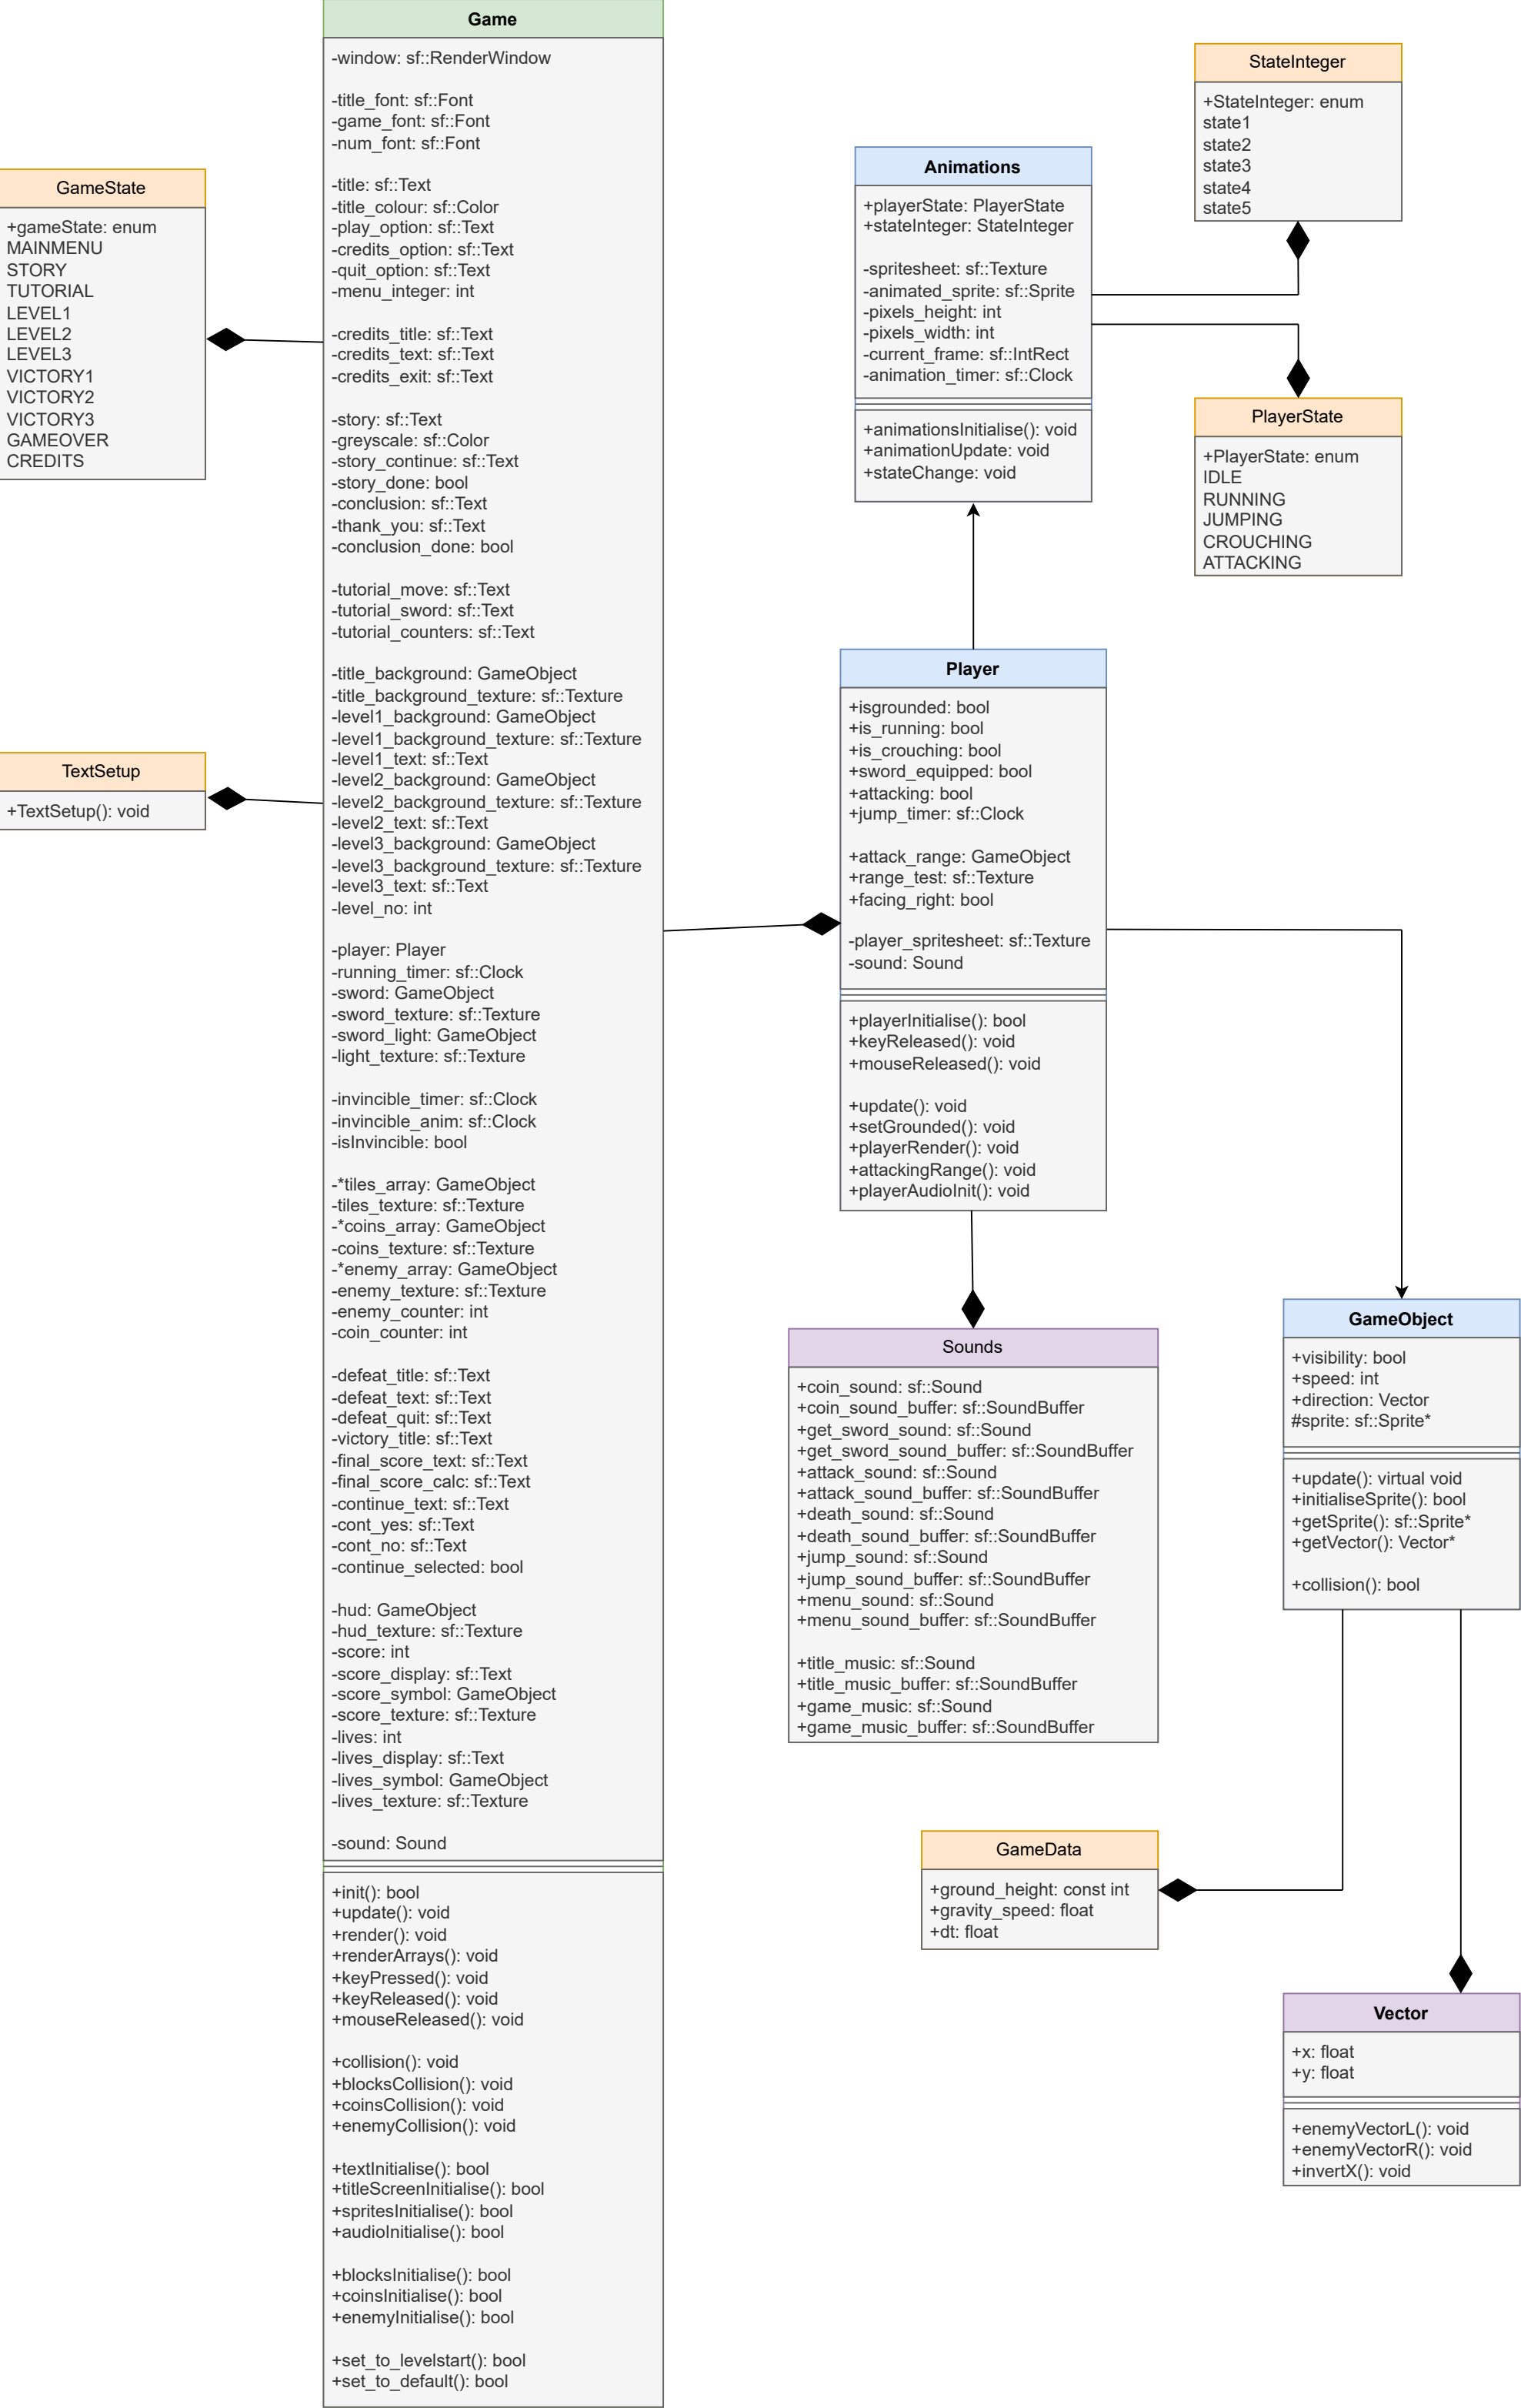 GameState
+gameState: enum
MAINMENU
STORY
TUTORIAL
LEVEL1
LEVEL2
LEVEL3
VICTORY1
VICTORY2
VICTORY3
GAMEOVER
CREDITS
TextSetup
+TextSetup(): void
Game
-window: sf::RenderWindow
-title_font: sf::Font
-game_font: sf::Font
-num_font: sf::Font
-title: sf::Text
-title_colour: sf::Color
-play_option: sf::Text
-credits_option: sf::Text
-quit_option: sf::Text
-menu_integer: int
-credits_title: sf::Text
-credits_text: sf::Text
-credits_exit: sf::Text
-story: sf::Text
-greyscale: sf::Color
-story_continue: sf::Text
-story_done: bool
-conclusion: sf::Text
-thank_you: sf::Text
-conclusion_done: bool
-tutorial_move: sf::Text
-tutorial_sword: sf::Text
-tutorial_counters: sf::Text
-title_background: GameObject
-title_background_texture: sf::Texture
-level1_background: GameObject
-level1_background_texture: sf::Texture
-level1_text: sf::Text
-level2_background: GameObject
-level2_background_texture: sf::Texture
-level2_text: sf::Text
-level3_background: GameObject
-level3_background_texture: sf::Texture
-level3_text: sf::Text
-level_no: int
-player: Player
-running_timer: sf::Clock
-sword: GameObject
-sword_texture: sf::Texture
-sword_light: GameObject
-light_texture: sf::Texture
-invincible_timer: sf::Clock
-invincible_anim: sf::Clock
-isInvincible: bool
-*tiles_array: GameObject
-tiles_texture: sf::Texture
-*coins_array: GameObject
-coins_texture: sf::Texture
-*enemy_array: GameObject
-enemy_texture: sf::Texture
-enemy_counter: int
-coin_counter: int
-defeat_title: sf::Text
-defeat_text: sf::Text
-defeat_quit: sf::Text
-victory_title: sf::Text
-final_score_text: sf::Text
-final_score_calc: sf::Text
-continue_text: sf::Text
-cont_yes: sf::Text
-cont_no: sf::Text
-continue_selected: bool
-hud: GameObject
-hud_texture: sf::Texture
-score: int
-score_display: sf::Text
-score_symbol: GameObject
-score_texture: sf::Texture
-lives: int
-lives_display: sf::Text
-lives_symbol: GameObject
-lives_texture: sf::Texture
-sound: Sound
+init(): bool
+update(): void
+render(): void
+renderArrays(): void
+keyPressed(): void
+keyReleased(): void
+mouseReleased(): void
+collision(): void
+blocksCollision(): void
+coinsCollision(): void
+enemyCollision(): void
+textInitialise(): bool
+titleScreenInitialise(): bool
+spritesInitialise(): bool
+audioInitialise(): bool
+blocksInitialise(): bool
+coinsInitialise(): bool
+enemyInitialise(): bool
+set_to_levelstart(): bool
+set_to_default(): bool
Animations
+playerState: PlayerState
+stateInteger: StateInteger
-spritesheet: sf::Texture
-animated_sprite: sf::Sprite
-pixels_height: int
-pixels_width: int
-current_frame: sf::IntRect
-animation_timer: sf::Clock
+animationsInitialise(): void
+animationUpdate: void
+stateChange: void
StateInteger
+StateInteger: enum
state1
state2
state3
state4
state5
PlayerState
+PlayerState: enum
IDLE
RUNNING
JUMPING
CROUCHING
ATTACKING
Player
+isgrounded: bool
+is_running: bool
+is_crouching: bool
+sword_equipped: bool
+attacking: bool
+jump_timer: sf::Clock
+attack_range: GameObject
+range_test: sf::Texture
+facing_right: bool
-player_spritesheet: sf::Texture
-sound: Sound
+playerInitialise(): bool
+keyReleased(): void
+mouseReleased(): void
+update(): void
+setGrounded(): void
+playerRender(): void
+attackingRange(): void
+playerAudioInit(): void
Sounds
+coin_sound: sf::Sound
+coin_sound_buffer: sf::SoundBuffer
+get_sword_sound: sf::Sound
+get_sword_sound_buffer: sf::SoundBuffer
+attack_sound: sf::Sound
+attack_sound_buffer: sf::SoundBuffer
+death_sound: sf::Sound
+death_sound_buffer: sf::SoundBuffer
+jump_sound: sf::Sound
+jump_sound_buffer: sf::SoundBuffer
+menu_sound: sf::Sound
+menu_sound_buffer: sf::SoundBuffer
+title_music: sf::Sound
+title_music_buffer: sf::SoundBuffer
+game_music: sf::Sound
+game_music_buffer: sf::SoundBuffer
GameObject
+visibility: bool
+speed: int
+direction: Vector
#sprite: sf::Sprite*
+update(): virtual void
+initialiseSprite(): bool
+getSprite(): sf::Sprite*
+getVector(): Vector*
+collision(): bool
GameData
+ground_height: const int
+gravity_speed: float
+dt: float
Vector
+x: float
+y: float
+enemyVectorL(): void
+enemyVectorR(): void
+invertX(): void